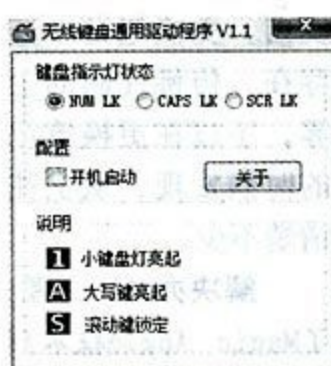 无线键盘通用驱动程序 V1.1
键盘指示灯状态
NUM LK CAPS LK SCR LK
配置
开机启动 关于
说明
1 小键盘灯亮起
A 大写键亮起
S 滚动键锁定